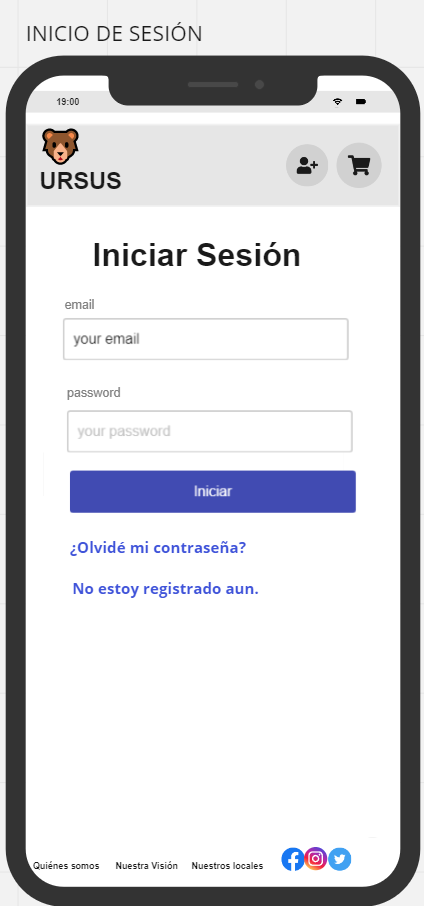 INICIO DE SESIÓN
19:00
URSUS
Iniciar Sesión
email
your email
password
your password
Iniciar
¿Olvidé mi contraseña?
No estoy registrado aun.
Quiénes somos Nuestra Visión Nuestros locales